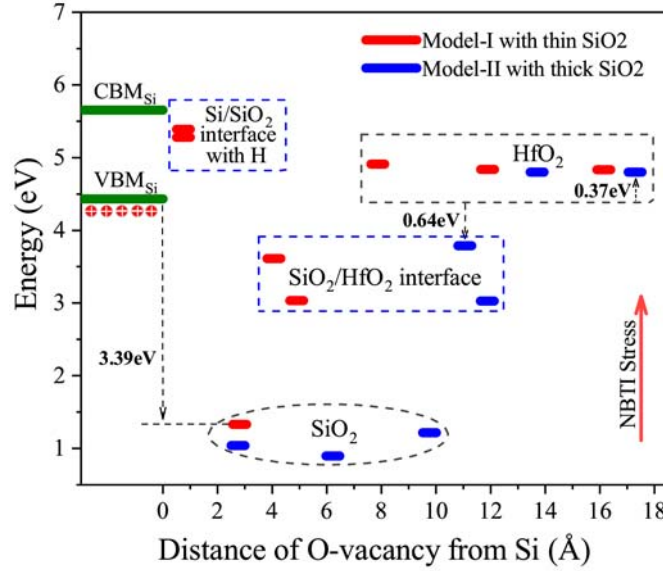 7
6
5
4
3
2
1
Energy (eV)
0
2
4
6
8
10
12
14
16
18
Distance of O-vacancy from Si (Å)
Model-I with thin SiO2
Model-II with thick SiO2
CBM_Si
VBM_Si
Si/SiO₂
interface
with H
HfO₂
0.37eV
0.64eV
SiO₂/HfO₂ interface
3.39eV
SiO₂
NBTI Stress